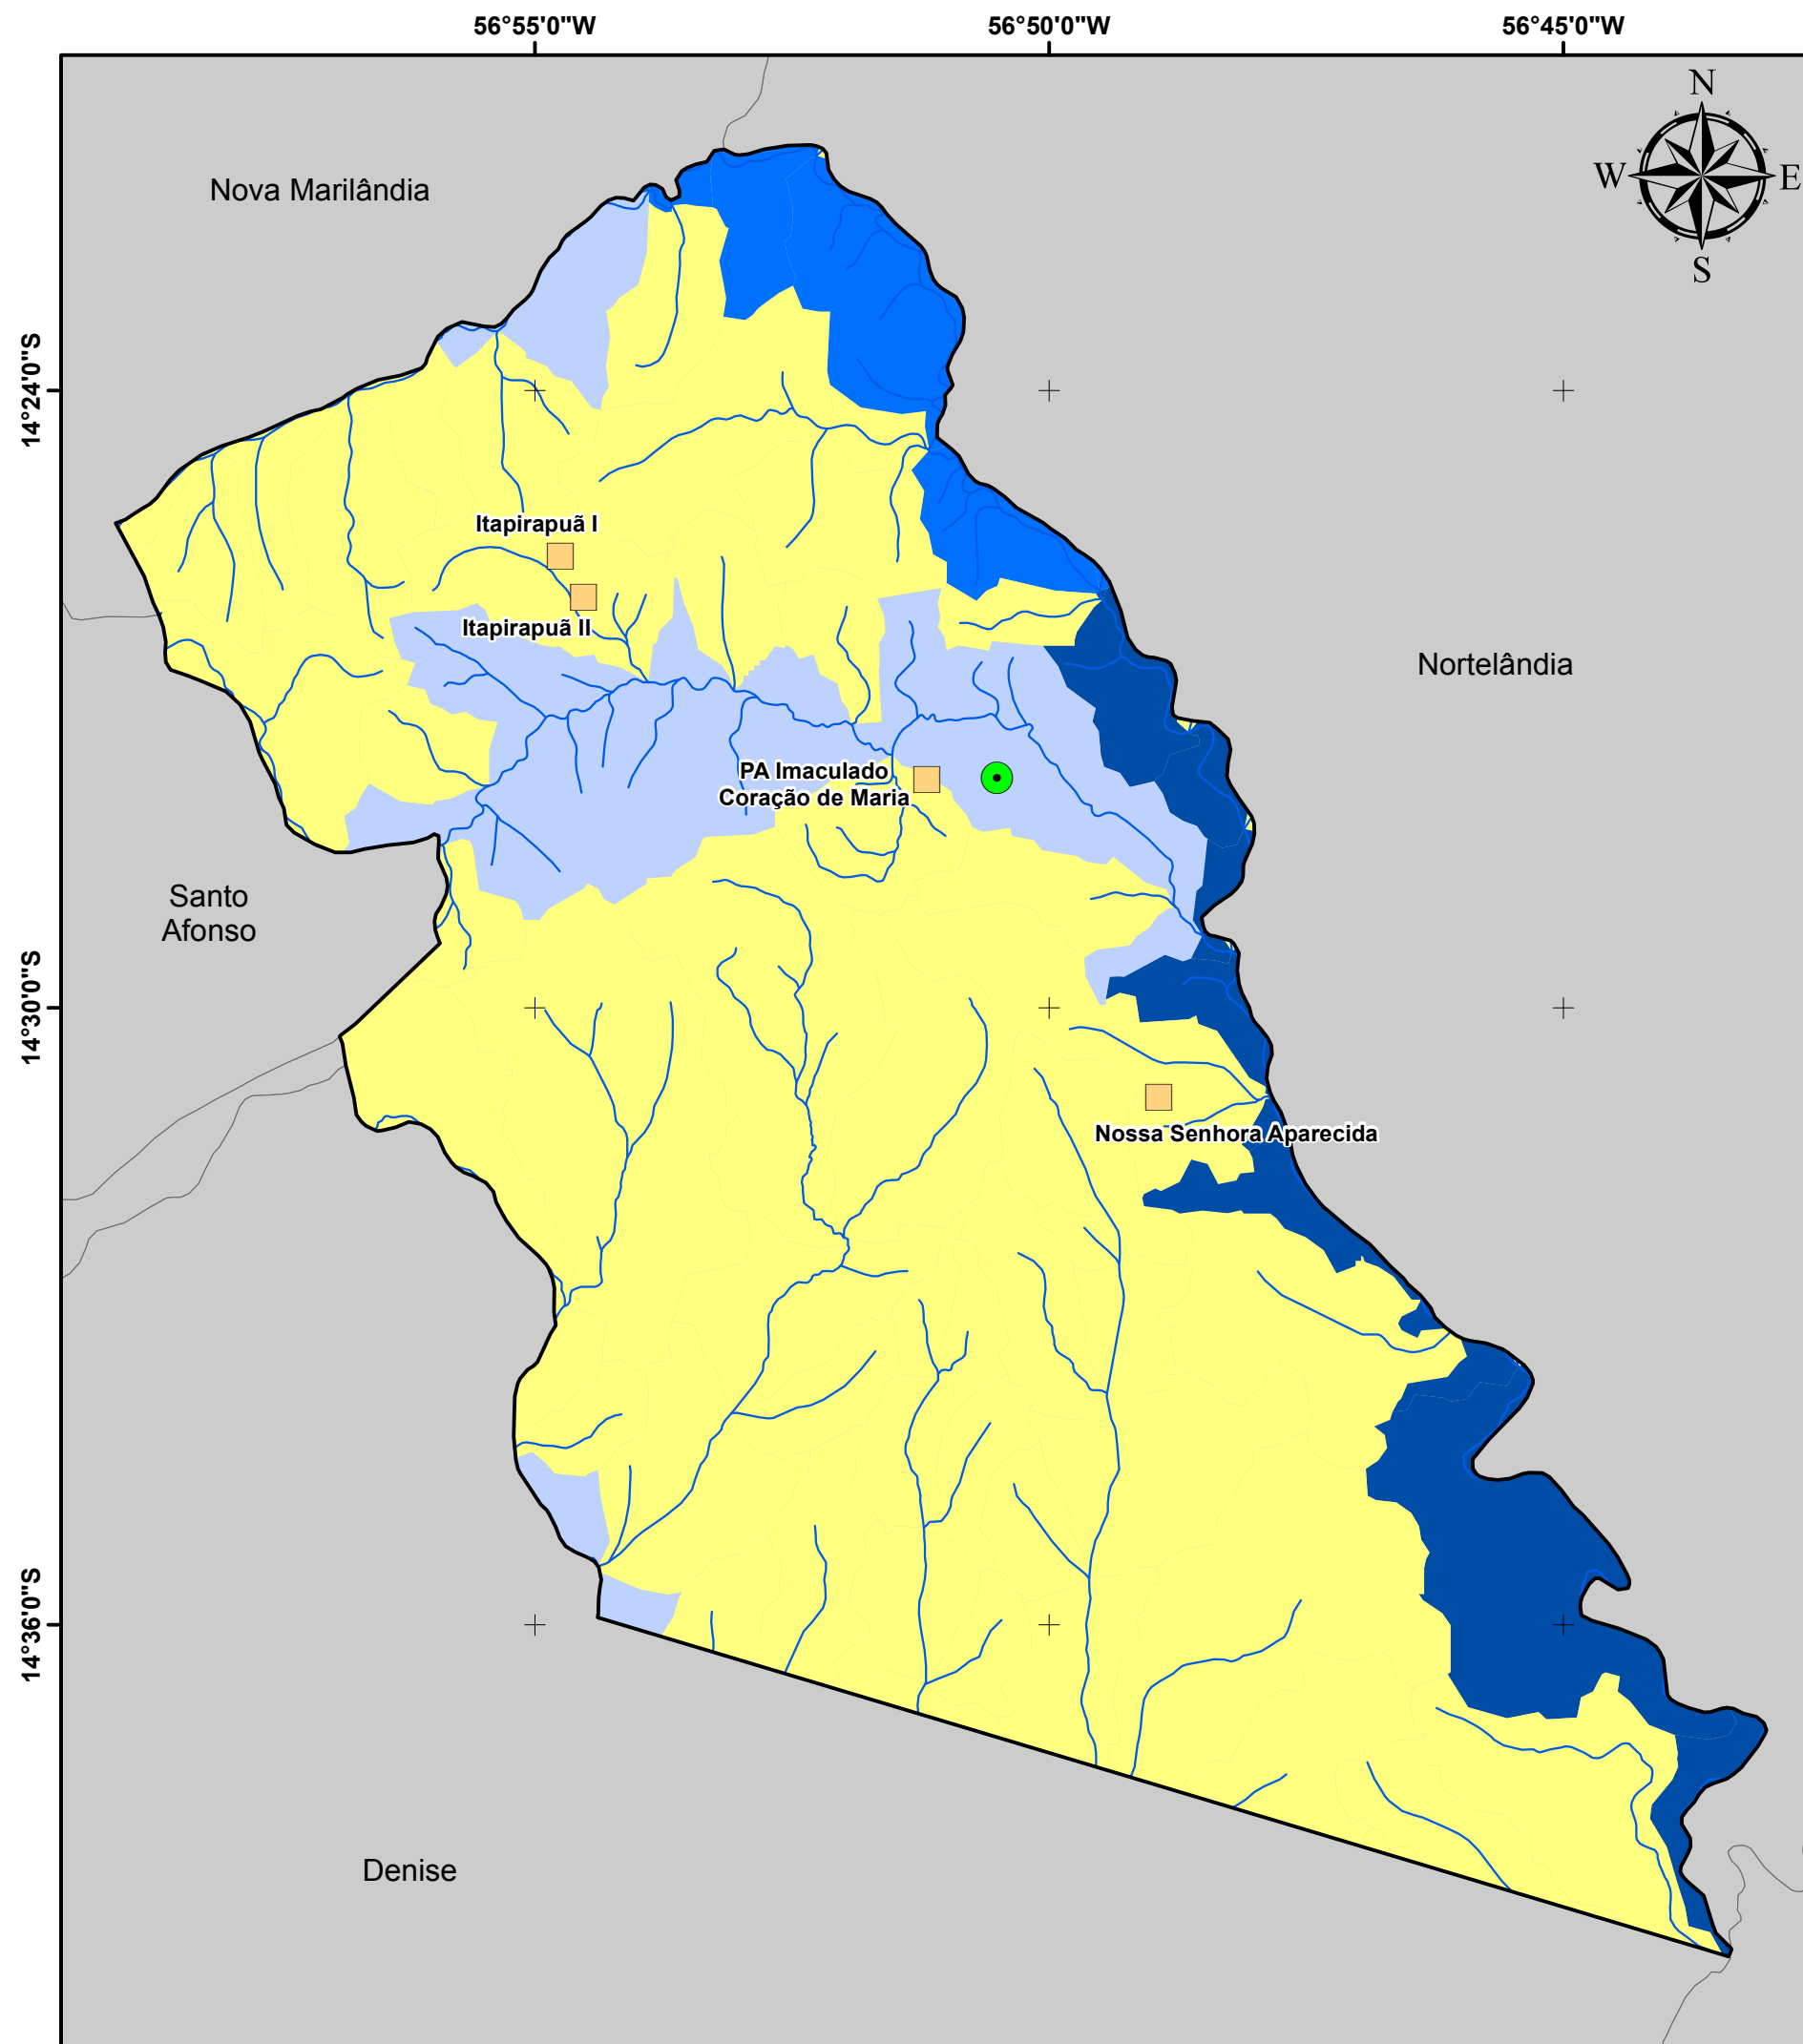 56°55'0"W
56°50'0"W
56°45'0"W
N
W
E
S
Nova Marilândia
14°24'0"S
Itapirapuã I
Itapirapuã II
Nortelândia
PA Imaculado
Coração de Maria
Santo
Afonso
14°30'0"S
Nossa Senhora Aparecida
14°36'0"S
Denise